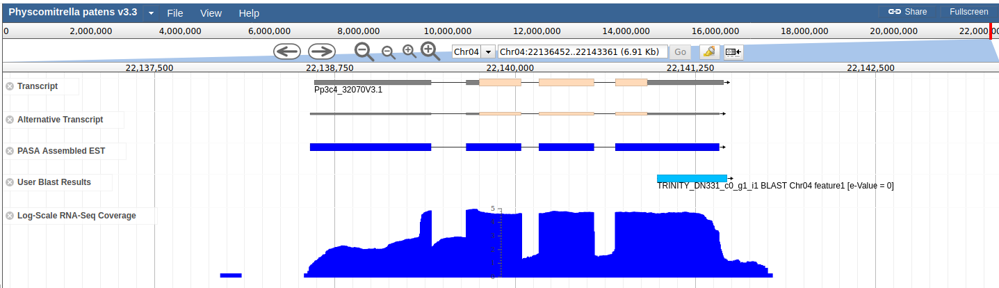 Physcomitrella patens v3.3 File View Help Share Fullscreen
0 2,000,000 4,000,000 6,000,000 8,000,000 10,000,000 12,000,000 14,000,000 16,000,000 18,000,000 20,000,000
Chr04 Chr04:22136452..22143361 (6.91 Kb) Go
22,137,500 22,138,750 22,140,000 22,141,250 22,142,500
Transcript
Pp3c4_32070V3.1
Alternative Transcript
PASA Assembled EST
User Blast Results
TRINITY_DN331_c0_g1_i1 BLAST Chr04 feature1 [e-Value = 0]
Log-Scale RNA-Seq Coverage
5
4
3
2
1
0